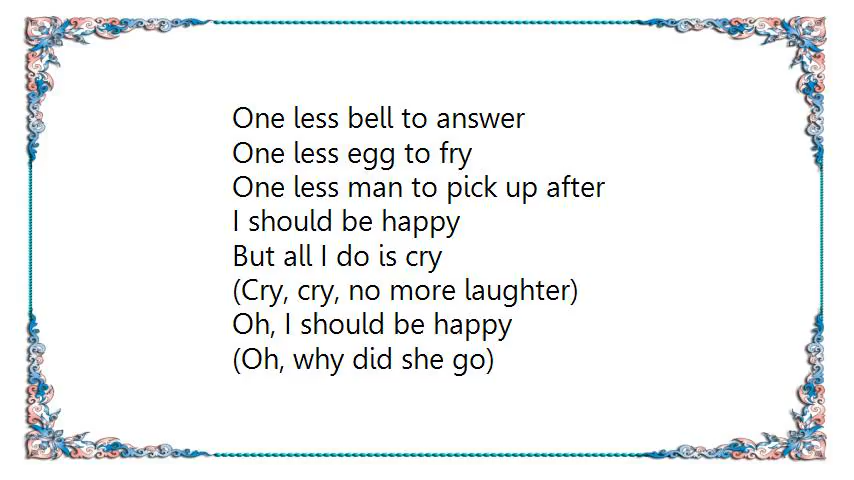 One less bell to answer
One less egg to fry
One less man to pick up after
I should be happy
But all I do is cry
(Cry, cry, no more laughter)
Oh, I should be happy
(Oh, why did she go)